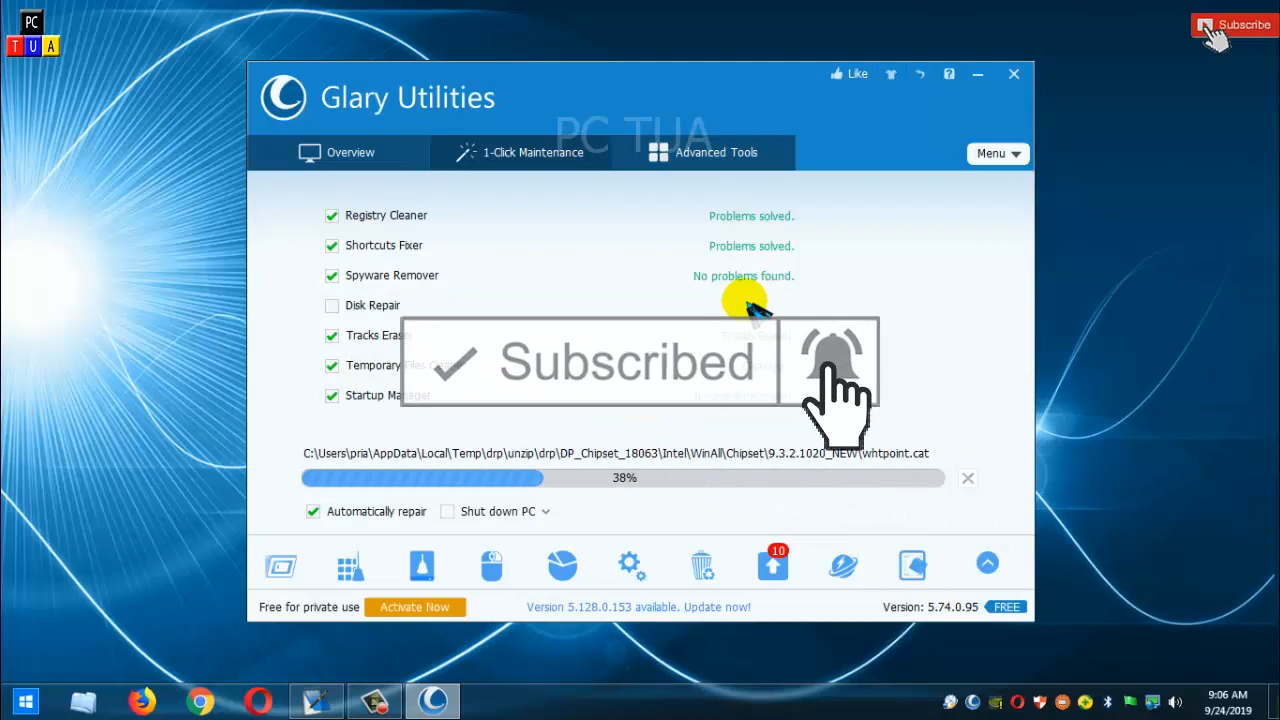 PC
TUA
Subscribe
Like
Glary Utilities
PC TUA
Overview
1-Click Maintenance
Advanced Tools
Menu
Registry Cleaner
Problems solved.
Shortcuts Fixer
Problems solved.
Spyware Remover
No problems found.
Disk Repair
Tracks Eraser
Temporary Files
Subscribed
Startup Manager
C:\Users\pria\AppData\Local\Temp\drp\unzip\drp\DP_Chipset_18063\Intel\WinAll\Chipset\9.3.2.1020_NEW\whtpoint.cat
38%
Automatically repair
Shut down PC
10
Free for private use
Activate Now
Version 5.128.0.153 available. Update now!
Version: 5.74.0.95
FREE
9:06 AM
9/24/2019